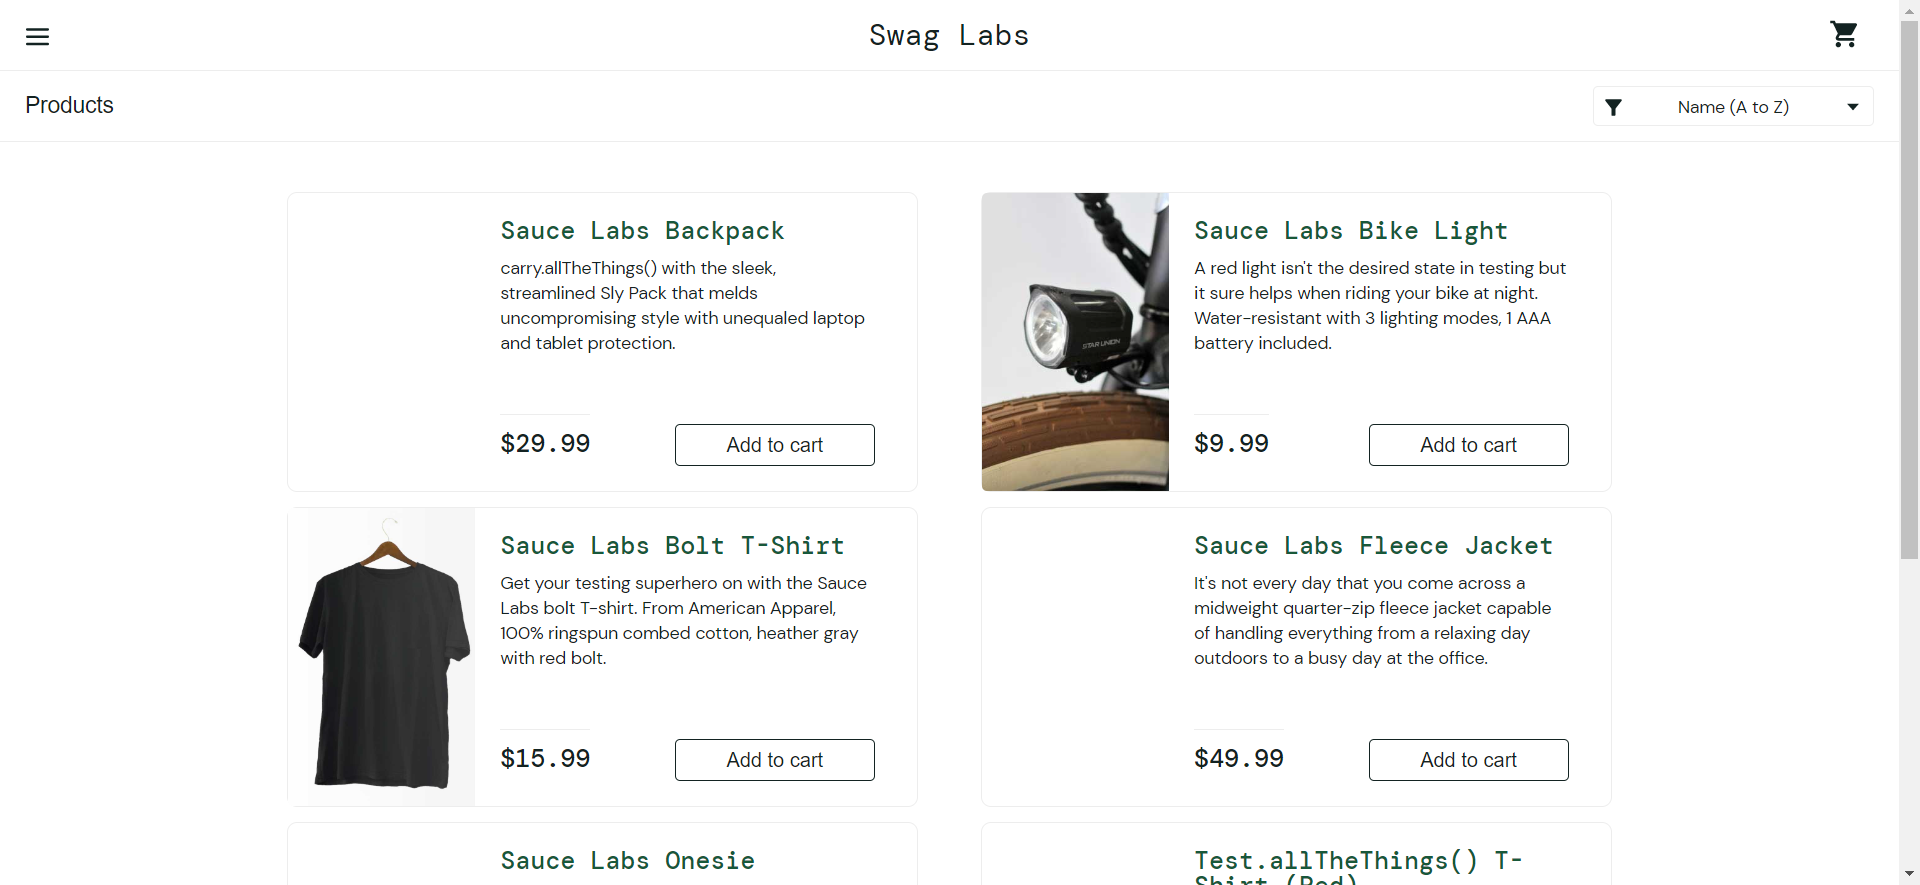 Swag Labs
Products
Name (A to Z)
Sauce Labs Backpack
carry.allTheThings() with the sleek,
streamlined Sly Pack that melds
uncompromising style with unequaled laptop
and tablet protection.
$29.99
Add to cart
Sauce Labs Bike Light
A red light isn't the desired state in testing but
it sure helps when riding your bike at night.
Water-resistant with 3 lighting modes, 1 AAA
battery included.
STAR UNION
$9.99
Add to cart
Sauce Labs Bolt T-Shirt
Get your testing superhero on with the Sauce
Labs bolt T-shirt. From American Apparel,
100% ringspun combed cotton, heather gray
with red bolt.
$15.99
Add to cart
Sauce Labs Fleece Jacket
It's not every day that you come across a
midweight quarter-zip fleece jacket capable
of handling everything from a relaxing day
outdoors to a busy day at the office.
$49.99
Add to cart
Sauce Labs Onesie
Test.allTheThings() T-
Shirt (Red)